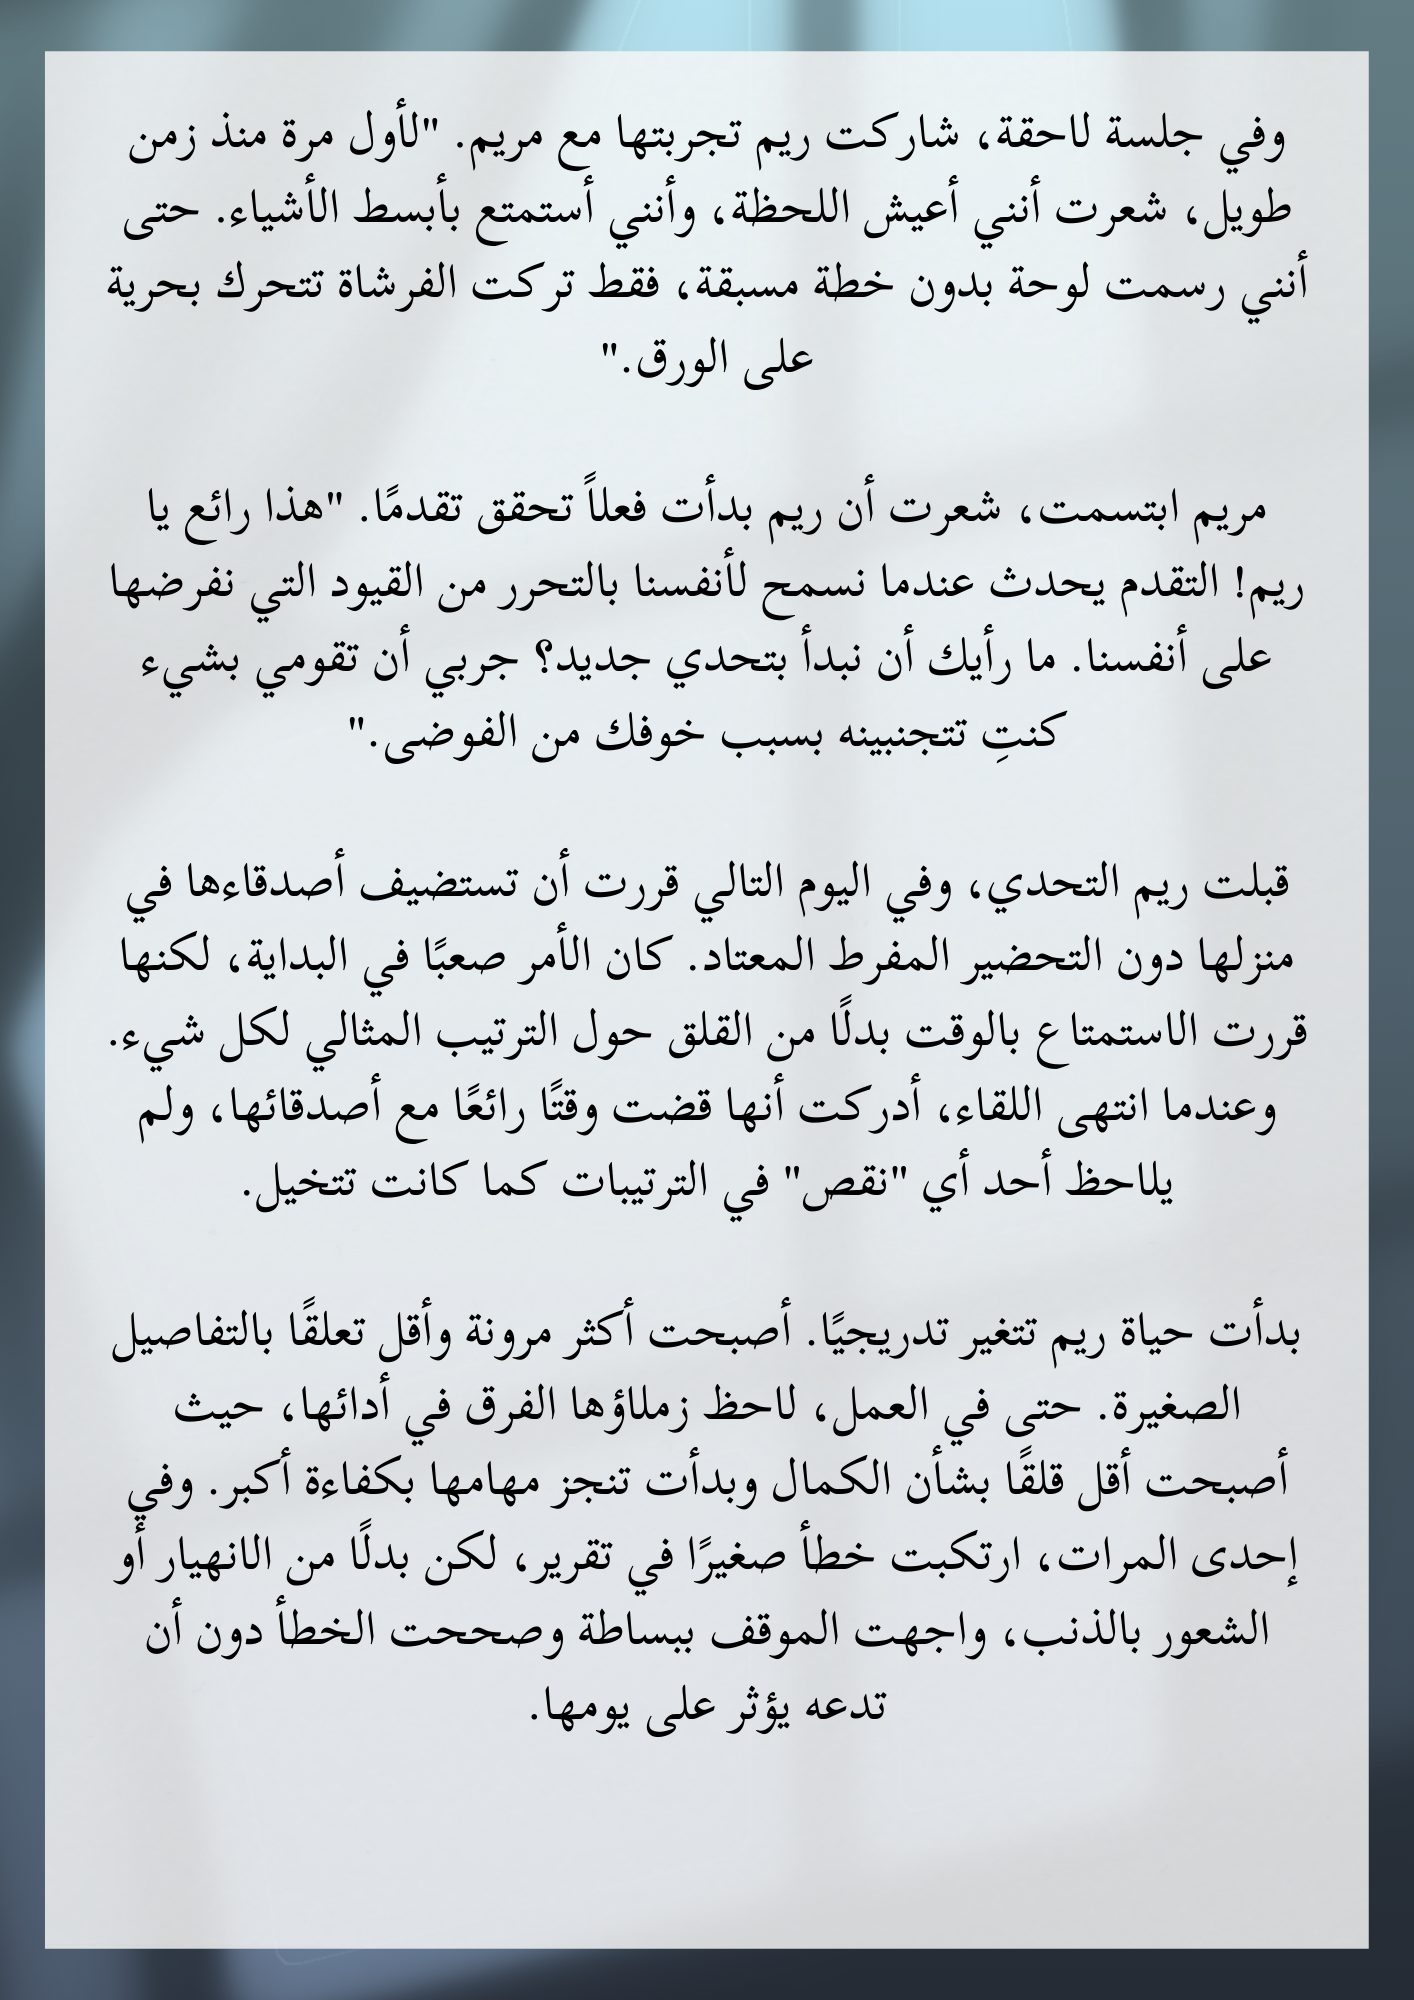 وفي جلسة لاحقة، شاركت ريم تجربتها مع مريم. "لأول مرة منذ زمن
طويل، شعرت أنني أعيش اللحظة، وأنني أستمتع بأبسط الأشياء. حتى
أنني رسمت لوحة بدون خطة مسبقة، فقط تركت الفرشاة تتحرك بحرية
على الورق."
مريم ابتسمت، شعرت أن ريم بدأت فعلاً تحقق تقدمًا. "هذا رائع يا
ريم! التقدم يحدث عندما نسمح لأنفسنا بالتحرر من القيود التي نفرضها
على أنفسنا. ما رأيك أن نبدأ بتحدي جديد؟ جربي أن تقومي بشيء
كنتِ تتجنبينه بسبب خوفك من الفوضى."
قبلت ريم التحدي، وفي اليوم التالي قررت أن تستضيف أصدقاءها في
منزلها دون التحضير المفرط المعتاد. كان الأمر صعبًا في البداية، لكنها
قررت الاستمتاع بالوقت بدلًا من القلق حول الترتيب المثالي لكل شيء.
وعندما انتهى اللقاء، أدركت أنها قضت وقتًا رائعًا مع أصدقائها، ولم
يلاحظ أحد أي "نقص" في الترتيبات كما كانت تتخيل.
بدأت حياة ريم تتغير تدريجيًا. أصبحت أكثر مرونة وأقل تعلقًا بالتفاصيل
الصغيرة. حتى في العمل، لاحظ زملاؤها الفرق في أدائها، حيث
أصبحت أقل قلقًا بشأن الكمال وبدأت تنجز مهامها بكفاءة أكبر. وفي
إحدى المرات، ارتكبت خطأ صغيرًا في تقرير، لكن بدلًا من الانهيار أو
الشعور بالذنب، واجهت الموقف ببساطة وصححت الخطأ دون أن
تدعه يؤثر على يومها.